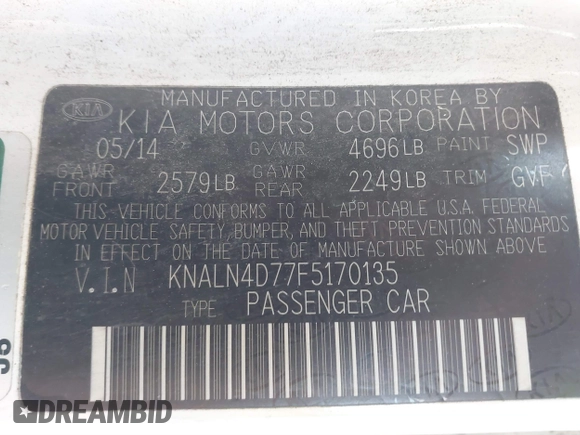 MANUFACTURED IN KOREA BY
KIA KIA MOTORS CORPORATION
05/14 GVWR 4696LB PAINT SWP
GAWR FRONT 2579LB GAWR REAR 2249LB TRIM
THIS VEHICLE CONFORMS TO ALL APPLICABLE U.S.A. FEDERAL
MOTOR VEHICLE SAFETY, BUMPER, AND THEFT PREVENTION STANDARDS
IN EFFECT ON THE DATE OF MANUFACTURE SHOWN ABOVE
V.I.N KNALN4D77F5170135
TYPE PASSENGER CAR
DREAMBID